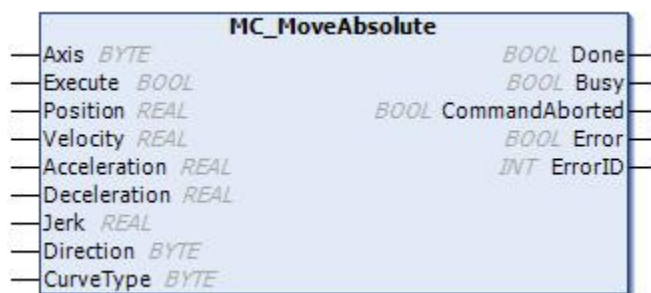 MC_MoveAbsolute
Axis BYTE BOOL Done
Execute BOOL BOOL Busy
Position REAL BOOL CommandAborted
Velocity REAL BOOL Error
Acceleration REAL INT ErrorID
Deceleration REAL
Jerk REAL
Direction BYTE
CurveType BYTE